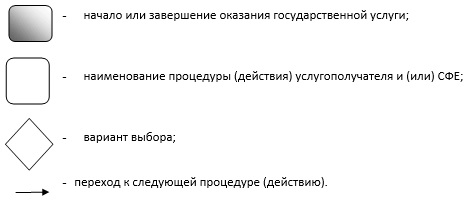 - начало или завершение оказания государственной услуги;
- наименование процедуры (действия) услугополучателя и (или) СФЕ;
- вариант выбора;
- переход к следующей процедуре (действию).